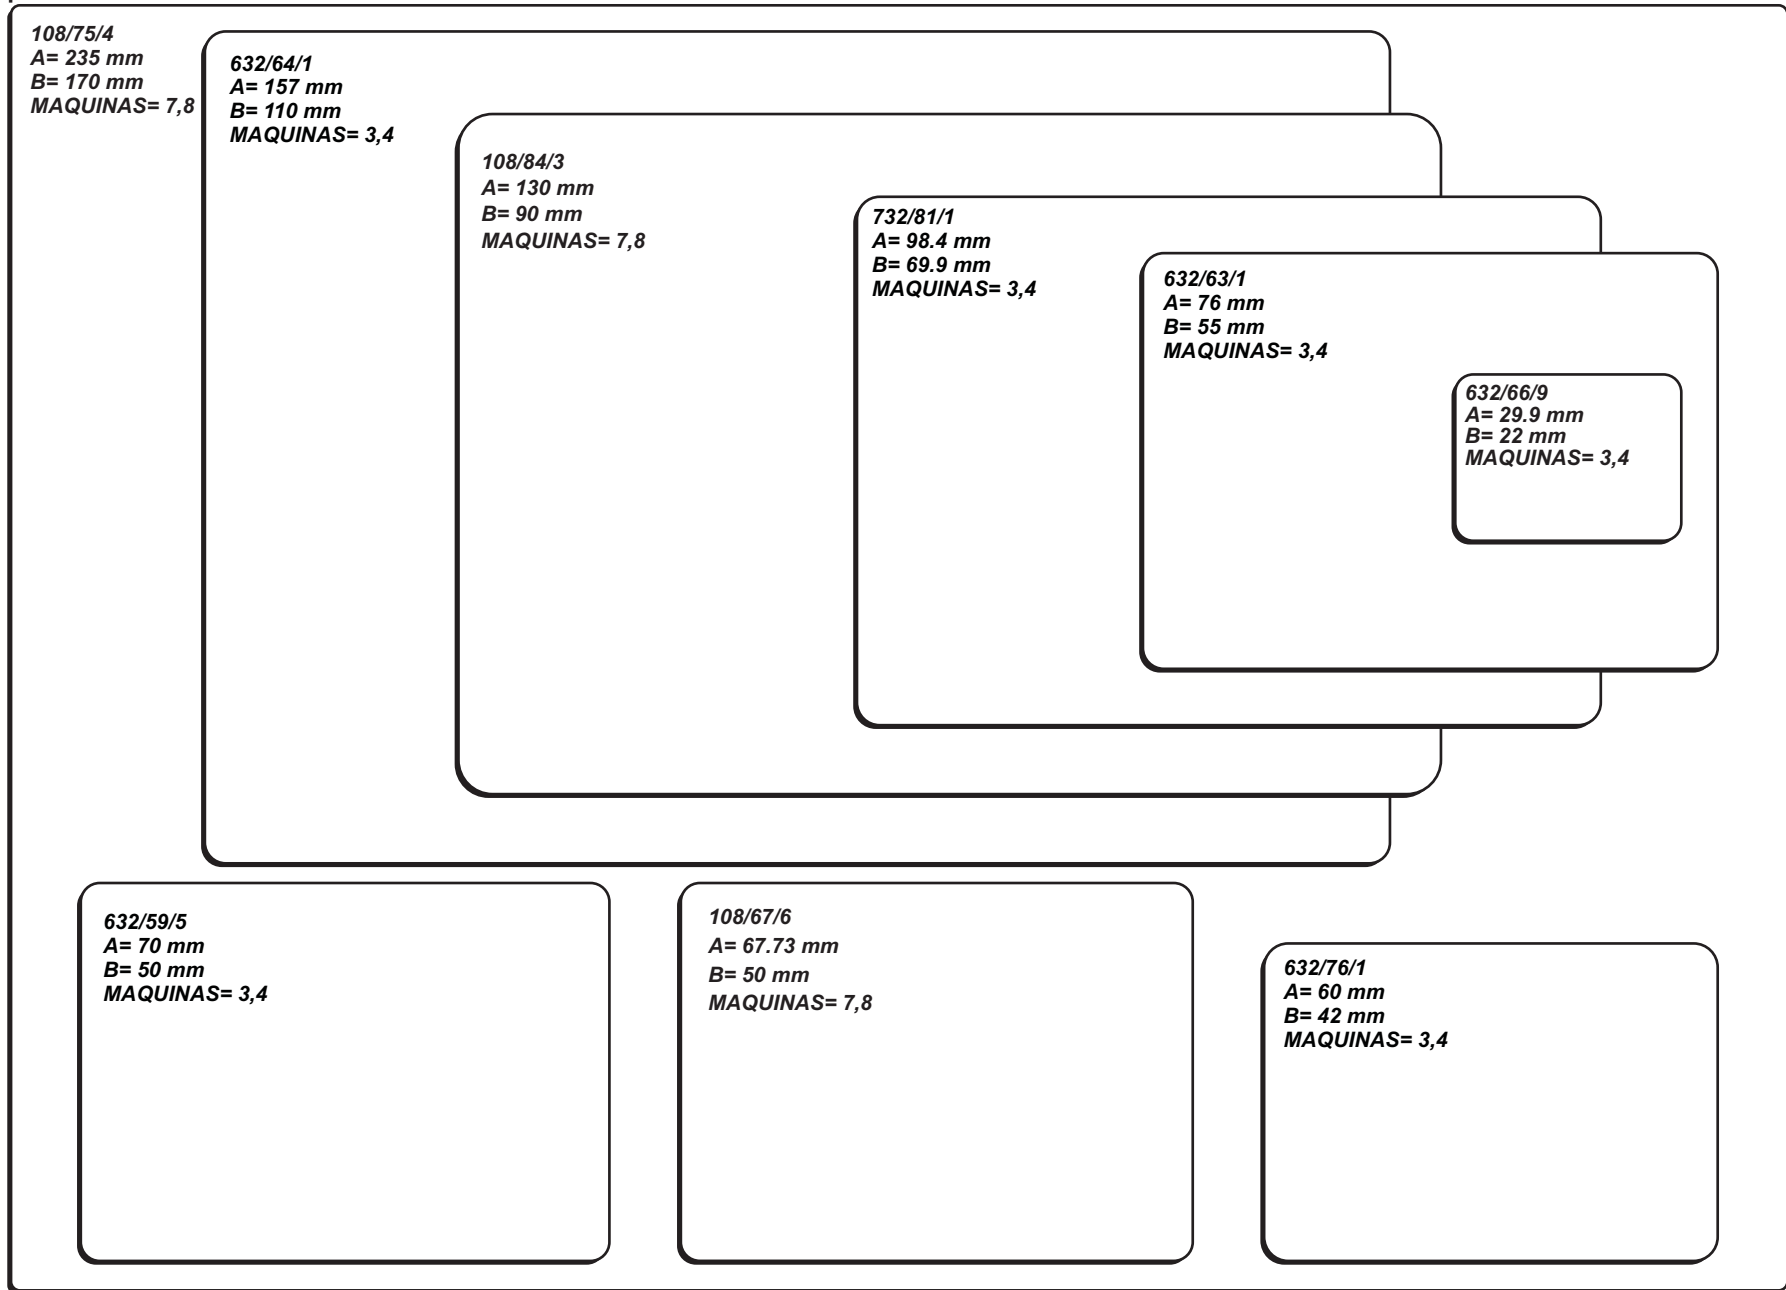 108/75/4
A= 235 mm
B= 170 mm
MAQUINAS= 7,8
632/64/1
A= 157 mm
B= 110 mm
MAQUINAS= 3,4
108/84/3
A= 130 mm
B= 90 mm
MAQUINAS= 7,8
732/81/1
A= 98.4 mm
B= 69.9 mm
MAQUINAS= 3,4
632/63/1
A= 76 mm
B= 55 mm
MAQUINAS= 3,4
632/66/9
A= 29.9 mm
B= 22 mm
MAQUINAS= 3,4
632/59/5
A= 70 mm
B= 50 mm
MAQUINAS= 3,4
108/67/6
A= 67.73 mm
B= 50 mm
MAQUINAS= 7,8
632/76/1
A= 60 mm
B= 42 mm
MAQUINAS= 3,4